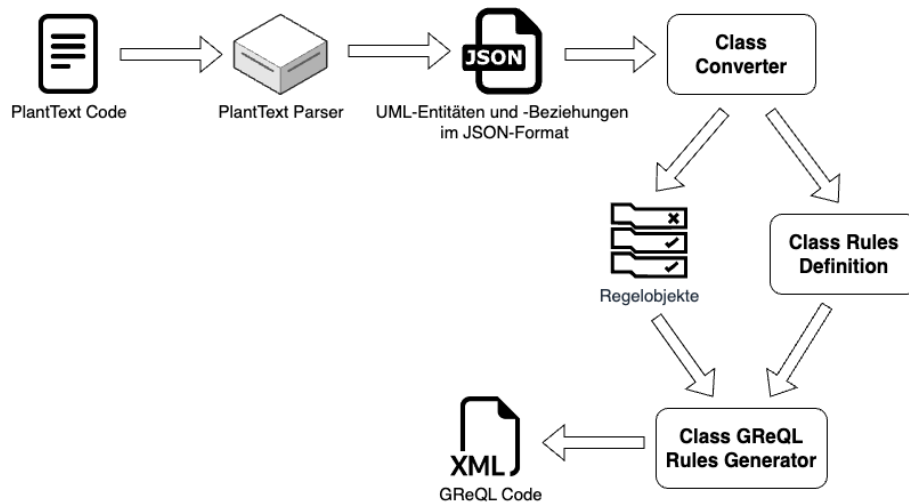 JSON
Class
Converter
PlantText Code
PlantText Parser
UML-Entitäten und -Beziehungen
im JSON-Format
Class Rules
Definition
Regelobjekte
Class GReQL
Rules Generator
XML
GReQL Code